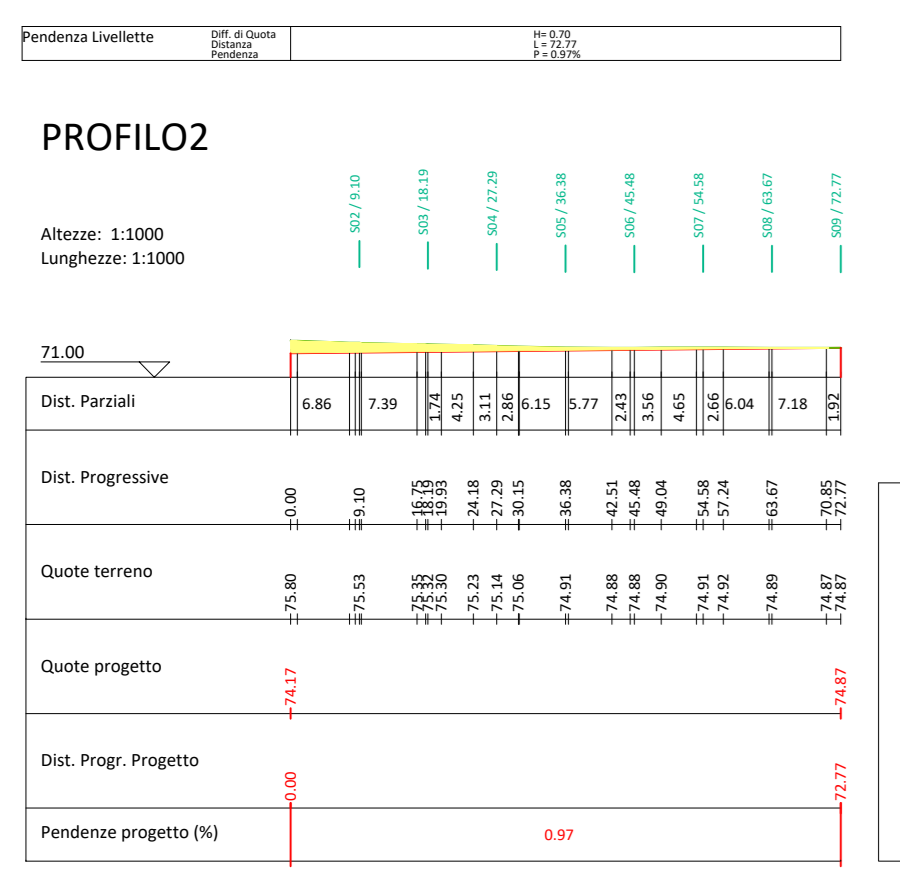 Pendenza Livellette
Diff. di Quota
Distanza
Pendenza
H= 0.70
L = 72.77
P = 0.97%
PROFILO2
Altezze: 1:1000
Lunghezze: 1:1000
S02 / 9.10
S03 / 18.19
S04 / 27.29
S05 / 36.38
S06 / 45.48
S07 / 54.58
S08 / 63.67
S09 / 72.77
71.00
Dist. Parziali
6.86 7.39 1.74 4.25 3.11 2.86 6.15 5.77 2.43 3.56 4.65 2.66 6.04 7.18 1.92
Dist. Progressive
0.00 9.10 16.75 18.19 19.93 24.18 27.29 30.15 36.38 42.51 45.48 49.04 54.58 57.24 63.67 70.85 72.77
Quote terreno
75.80 75.53 75.35 75.32 75.30 75.23 75.14 75.06 74.91 74.88 74.88 74.90 74.91 74.92 74.89 74.87 74.87
Quote progetto
74.17 74.87
Dist. Progr. Progetto
0.00 72.77
Pendenze progetto (%)
0.97